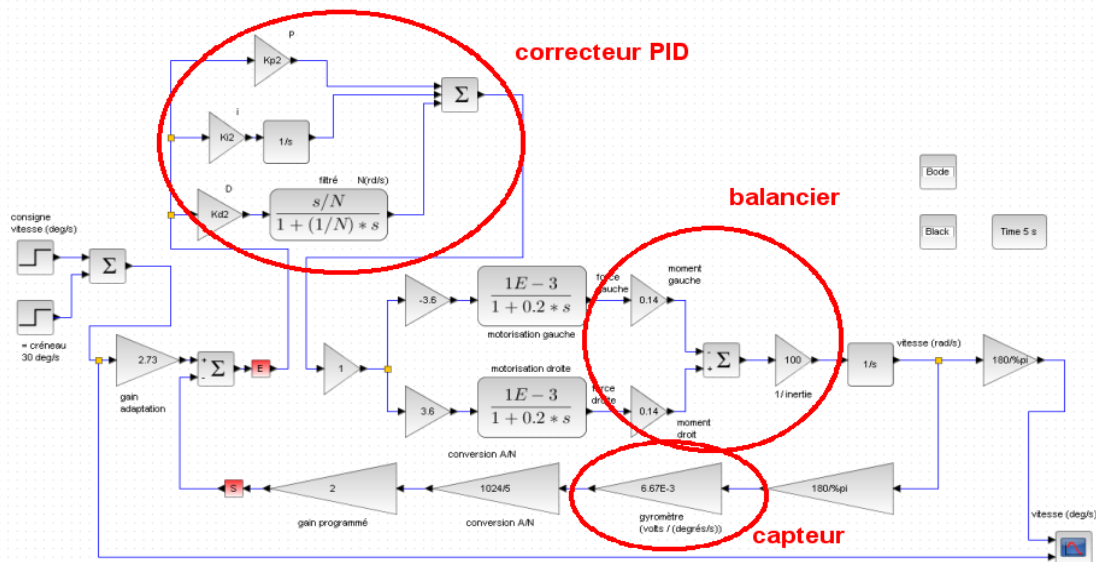 P
Kp2
correcteur PID
Σ
i
Ki2
1/s
D
filtré
N(rd/s)
Kd2
s/N
1 + (1/N) * s
Bode
balancier
Black
Time 5 s
consigne
vitesse (deg/s)
Σ
= créneau
30 deg/s
2.73
gain
adaptation
+
-
Σ
E
1
-3.6
1E − 3
1 + 0.2 * s
motorisation gauche
force
gauche
0.14
moment
gauche
3.6
motorisation droite
1E − 3
1 + 0.2 * s
force
droite
0.14
moment
droit
-
+
Σ
100
1/ inertie
1/s
vitesse (rad/s)
180/%pi
S
2
gain programmé
conversion A/N
1024/5
conversion A/N
6.67E-3
gyromètre
(volts / (degrés/s))
capteur
180/%pi
vitesse (deg/s)